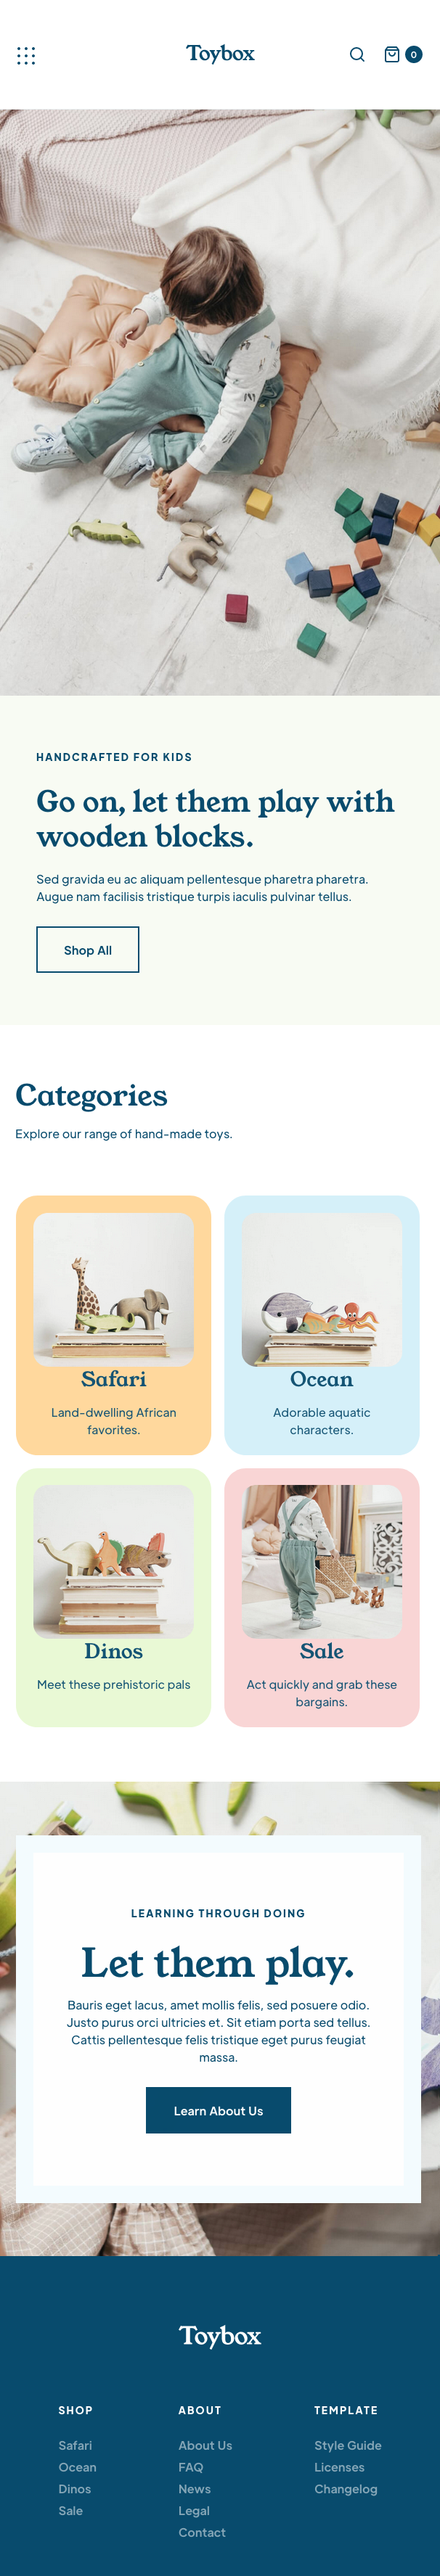 Toybox
0
HANDCRAFTED FOR KIDS
Go on, let them play with
wooden blocks.
Sed gravida eu ac aliquam pellentesque pharetra pharetra.
Augue nam facilisis tristique turpis iaculis pulvinar tellus.
Shop All
Categories
Explore our range of hand-made toys.
Safari
Land-dwelling African
favorites.
Ocean
Adorable aquatic
characters.
Dinos
Meet these prehistoric pals
Sale
Act quickly and grab these
bargains.
LEARNING THROUGH DOING
Let them play.
Bauris eget lacus, amet mollis felis, sed posuere odio.
Justo purus orci ultricies et. Sit etiam porta sed tellus.
Cattis pellentesque felis tristique eget purus feugiat
massa.
Learn About Us
Toybox
SHOP
Safari
Ocean
Dinos
Sale
ABOUT
About Us
FAQ
News
Legal
Contact
TEMPLATE
Style Guide
Licenses
Changelog